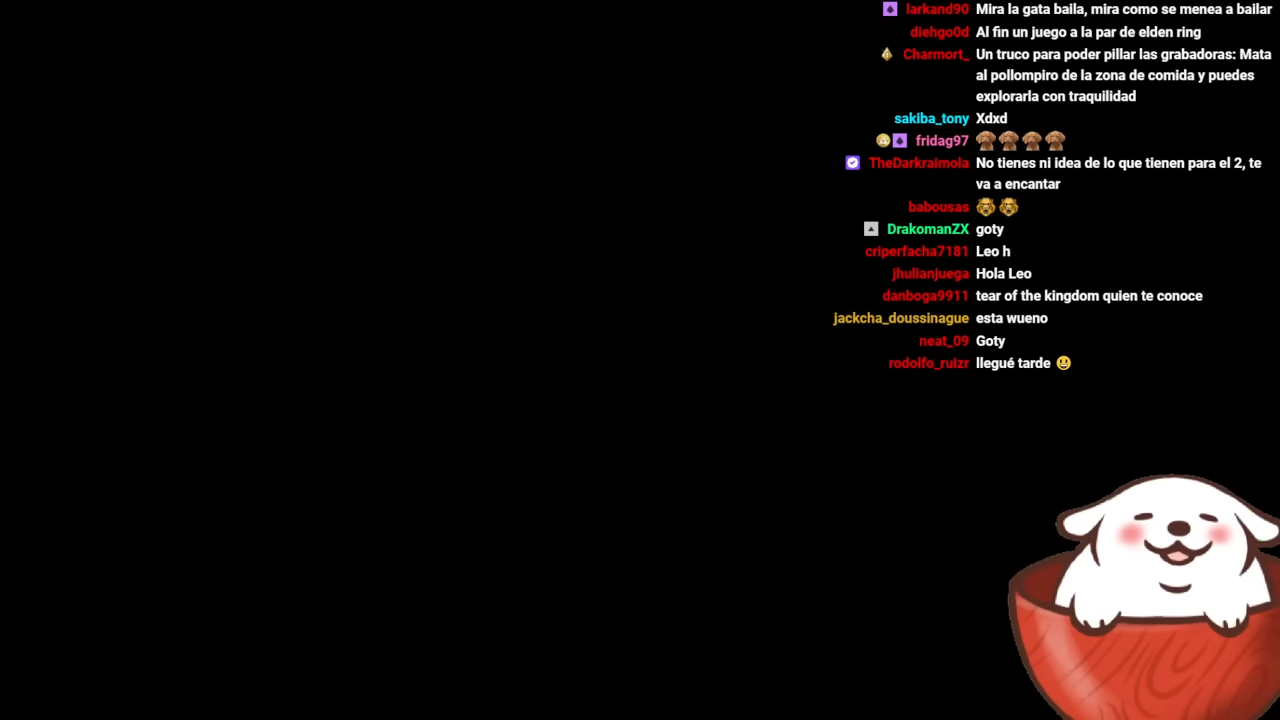 larkand90 Mira la gata baila, mira como se menea a bailar
diehgo0d Al fin un juego a la par de elden ring
Charmort_ Un truco para poder pillar las grabadoras: Mata
al pollompiro de la zona de comida y puedes
explorarla con traquilidad
sakiba_tony Xdxd
fridag97
TheDarkraimola No tienes ni idea de lo que tienen para el 2, te
va a encantar
babousas
DrakomanZX goty
criperfacha7181 Leo h
jhulianjuega Hola Leo
danboga9911 tear of the kingdom quien te conoce
jackcha_doussinague esta wueno
neat_09 Goty
rodolfo_ruizr llegué tarde 😃